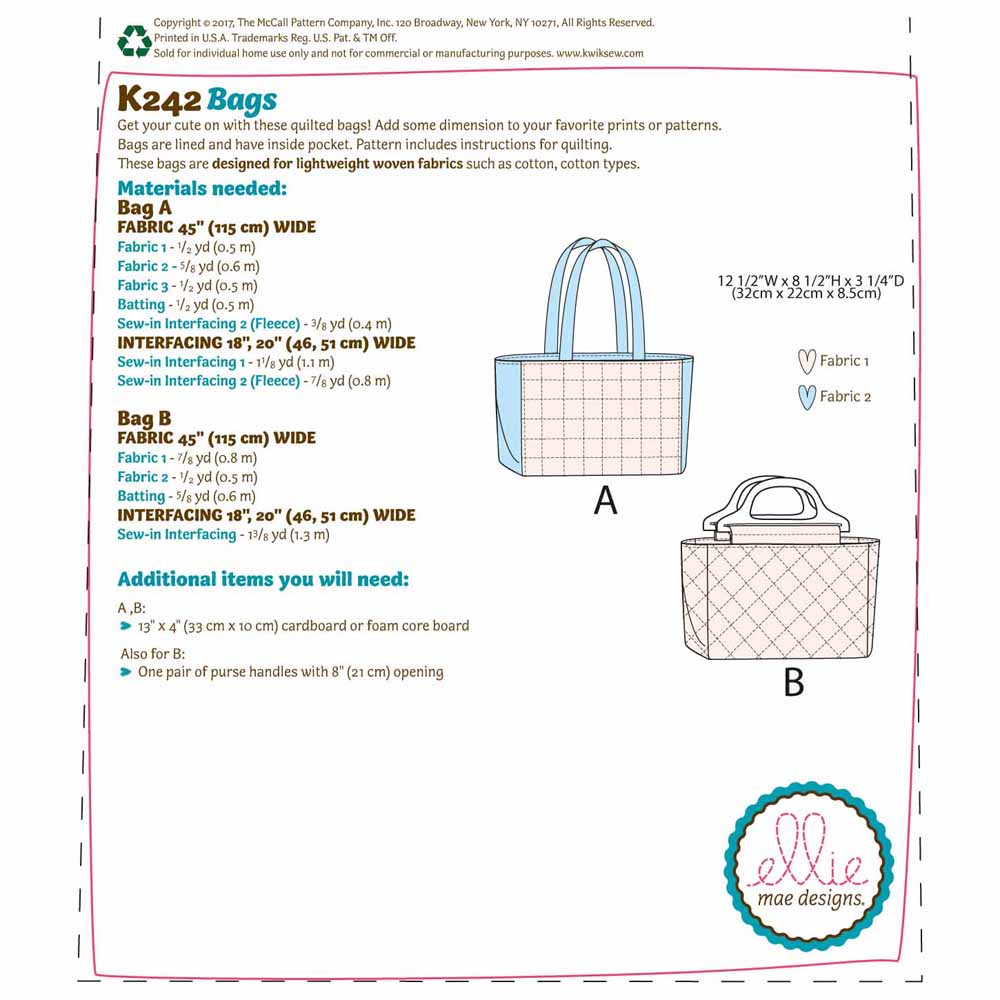 Copyright © 2017, The McCall Pattern Company, Inc. 120 Broadway, New York, NY 10271, All Rights Reserved.
Printed in U.S.A. Trademarks Reg. U.S. Pat. & TM Off.
Sold for individual home use only and not for commercial or manufacturing purposes. www.kwiksew.com
K242 Bags
Get your cute on with these quilted bags! Add some dimension to your favorite prints or patterns.
Bags are lined and have inside pocket. Pattern includes instructions for quilting.
These bags are designed for lightweight woven fabrics such as cotton, cotton types.
Materials needed:
Bag A
FABRIC 45" (115 cm) WIDE
Fabric 1 - 1/2 yd (0.5 m)
Fabric 2 - 5/8 yd (0.6 m)
Fabric 3 - 1/2 yd (0.5 m)
Batting - 1/2 yd (0.5 m)
Sew-in Interfacing 2 (Fleece) - 3/8 yd (0.4 m)
INTERFACING 18", 20" (46, 51 cm) WIDE
Sew-in Interfacing 1 - 1 1/8 yd (1.1 m)
Sew-in Interfacing 2 (Fleece) - 7/8 yd (0.8 m)
Bag B
FABRIC 45" (115 cm) WIDE
Fabric 1 - 7/8 yd (0.8 m)
Fabric 2 - 1/2 yd (0.5 m)
Batting - 5/8 yd (0.6 m)
INTERFACING 18", 20" (46, 51 cm) WIDE
Sew-in Interfacing - 1 3/8 yd (1.3 m)
Additional items you will need:
A ,B:
13" x 4" (33 cm x 10 cm) cardboard or foam core board
Also for B:
One pair of purse handles with 8" (21 cm) opening
12 1/2"W x 8 1/2"H x 3 1/4"D
(32cm x 22cm x 8.5cm)
Fabric 1
Fabric 2
A
B
ellie
mae designs.